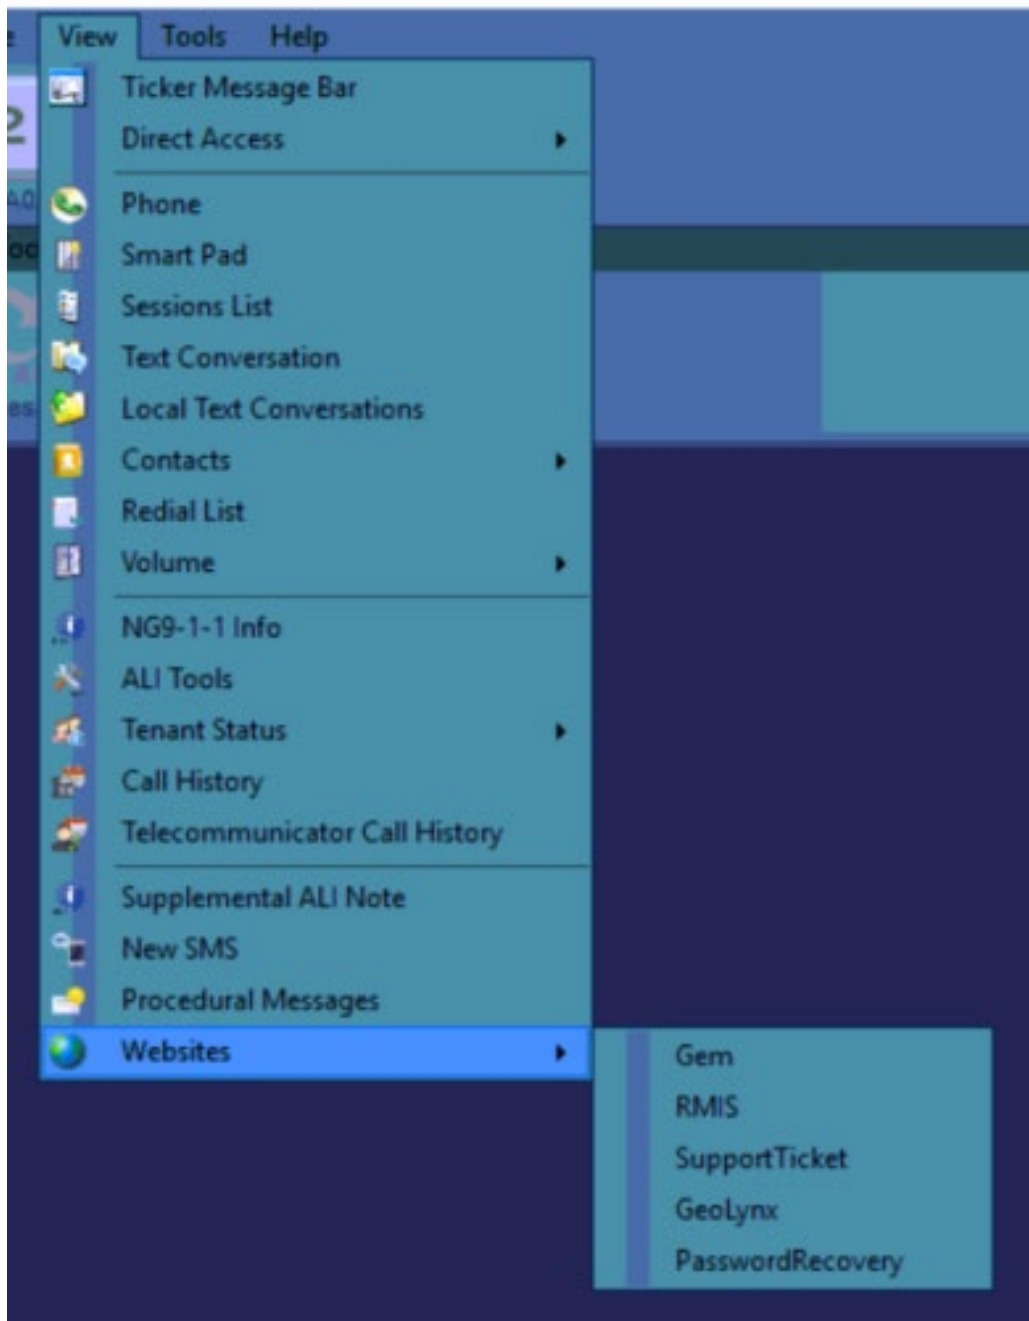 View Tools Help
Ticker Message Bar
Direct Access
Phone
Smart Pad
Sessions List
Text Conversation
Local Text Conversations
Contacts
Redial List
Volume
NG9-1-1 Info
ALI Tools
Tenant Status
Call History
Telecommunicator Call History
Supplemental ALI Note
New SMS
Procedural Messages
Websites
Gem
RMIS
SupportTicket
GeoLynx
PasswordRecovery